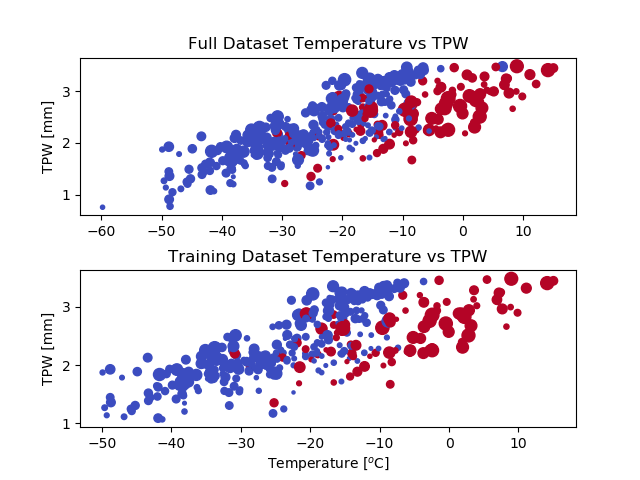 Full Dataset Temperature vs TPW
3
2
1
TPW [mm]
−60 −50 −40 −30 −20 −10 0 10
Training Dataset Temperature vs TPW
3
2
1
TPW [mm]
−50 −40 −30 −20 −10 0 10
Temperature [°C]